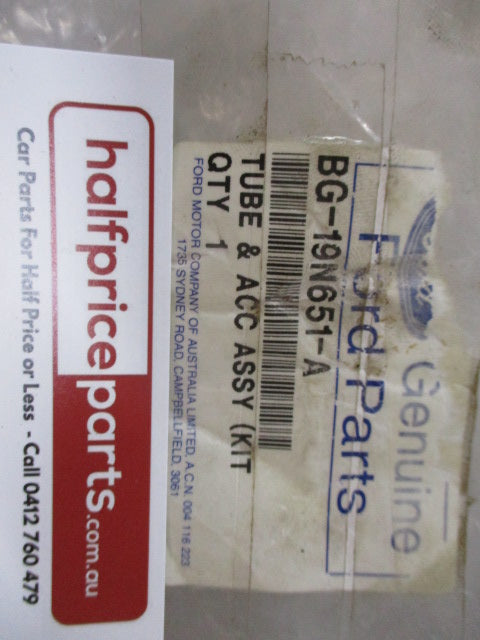 Genuine
Ford Parts
BG-19N651-A
TUBE & ACC ASSY (KIT
QTY 1
FORD MOTOR COMPANY OF AUSTRALIA LIMITED, A.C.N. 004 116 223
1735 SYDNEY ROAD, CAMPBELLFIELD, 3061
halfpriceparts.com.au
Car Parts For Half Price or Less - Call 0412 760 479